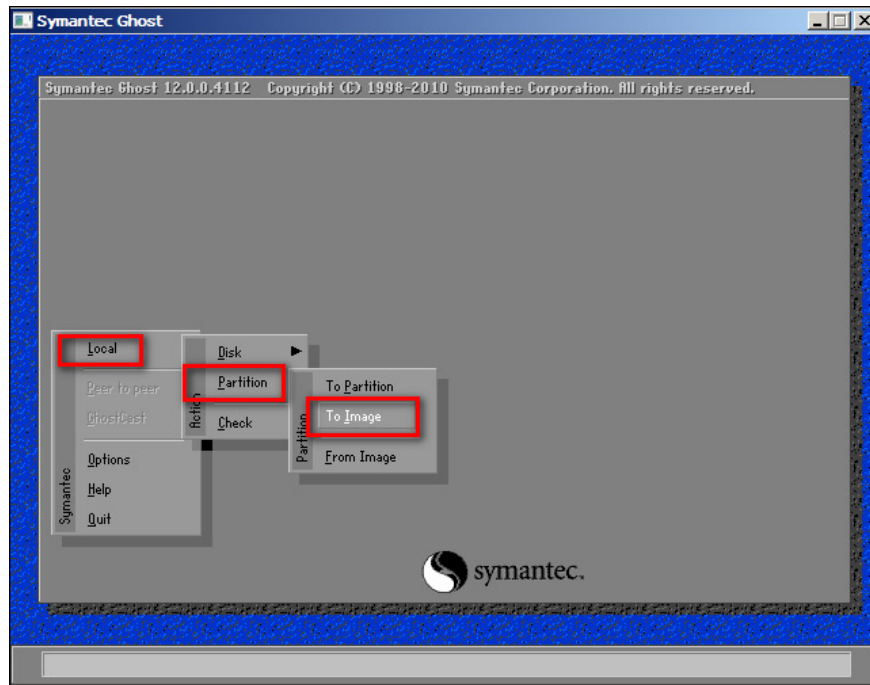 Symantec Ghost
Symantec Ghost 12.0.0.4112 Copyright (C) 1998-2010 Symantec Corporation. All rights reserved.
Local
Peer to peer
GhostCast
Options
Help
Quit
Symantec
Disk
Partition
Check
Action
To Partition
To Image
From Image
Partition
symantec.